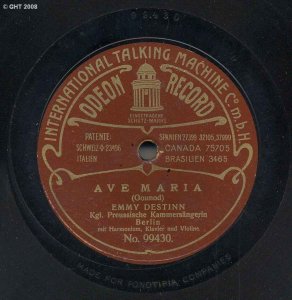 © GHT 2008
INTERNATIONAL TALKING MACHINE Co m.b.H.
ODEON RECORD
EINGETRAGENE
SCHUTZ-MARKE
PATENTE:
SCHWEIZ
ITALIEN
SPANIEN
CANADA 75705
BRASILIEN 3465
AVE MARIA
(Gounod)
EMMY DESTINN
Kgl. Preussische Kammersängerin
Berlin
mit Harmonium, Klavier und Violine
No. 99430.
MADE FOR FONOTIPIA COMPANIES